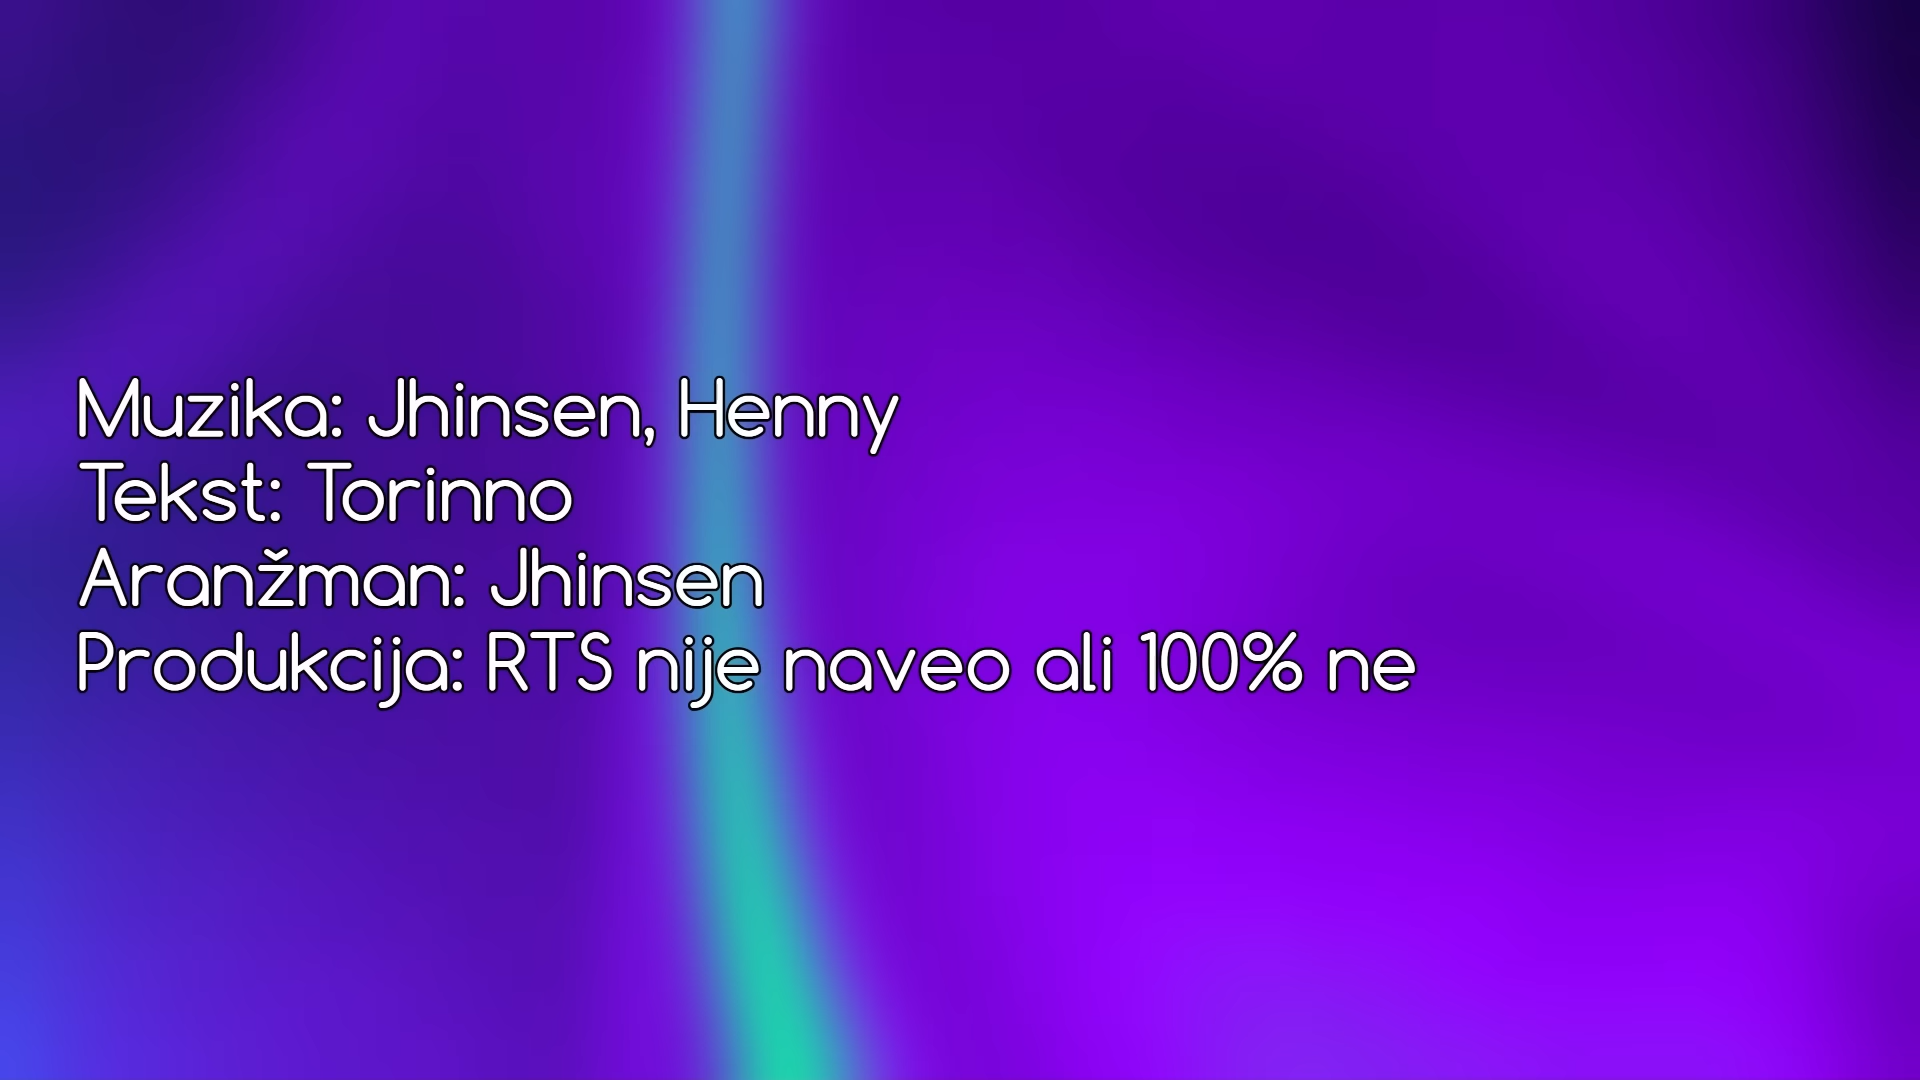 Muzika: Jhinsen, Henny
Tekst: Torinno
Aranžman: Jhinsen
Produkcija: RTS nije naveo ali 100% ne